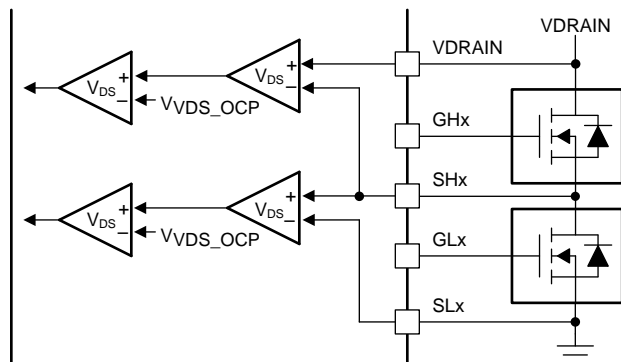 VDRAIN
VDRAIN
+
VDS
−
+
VDS
−
VVDS_OCP
GHx
SHx
+
VDS
−
+
VDS
−
VVDS_OCP
GLx
SLx